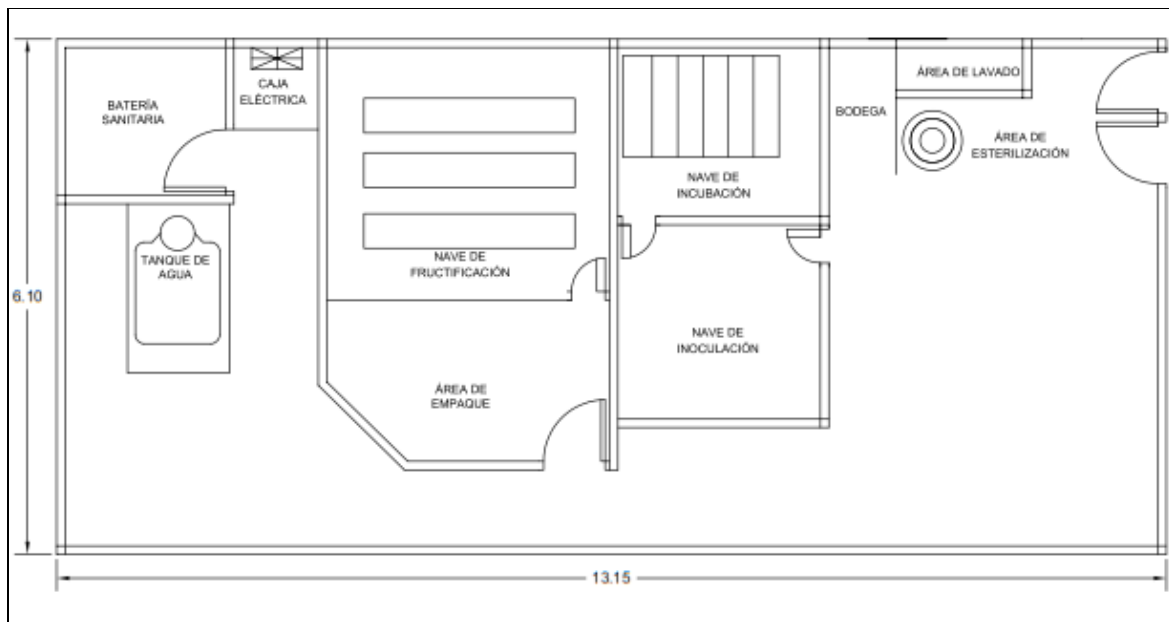 BATERÍA
SANITARIA
CAJA
ELÉCTRICA
ÁREA DE LAVADO
BODEGA
ÁREA DE
ESTERILIZACIÓN
NAVE DE
INCUBACIÓN
TANQUE DE
AGUA
NAVE DE
FRUCTIFICACIÓN
6.10
NAVE DE
INOCULACIÓN
ÁREA DE
EMPAQUE
13.15